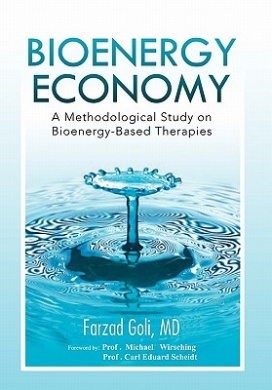 BIOENERGY
ECONOMY
A Methodological Study on
Bioenergy-Based Therapies
Farzad Goli, MD
Foreword by: Prof. Michael Wirsching
Prof. Carl Eduard Scheidt